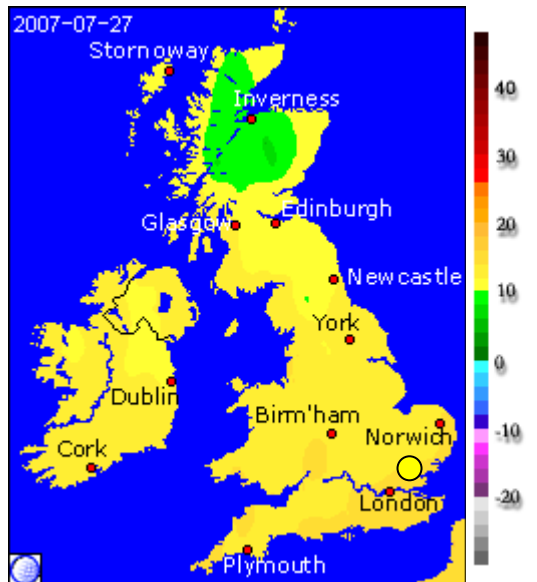 2007-07-27
Stornoway
Inverness
Glasgow
Edinburgh
Newcastle
York
Dublin
Birm'ham
Norwich
Cork
London
Plymouth
40
30
20
10
0
-10
-20